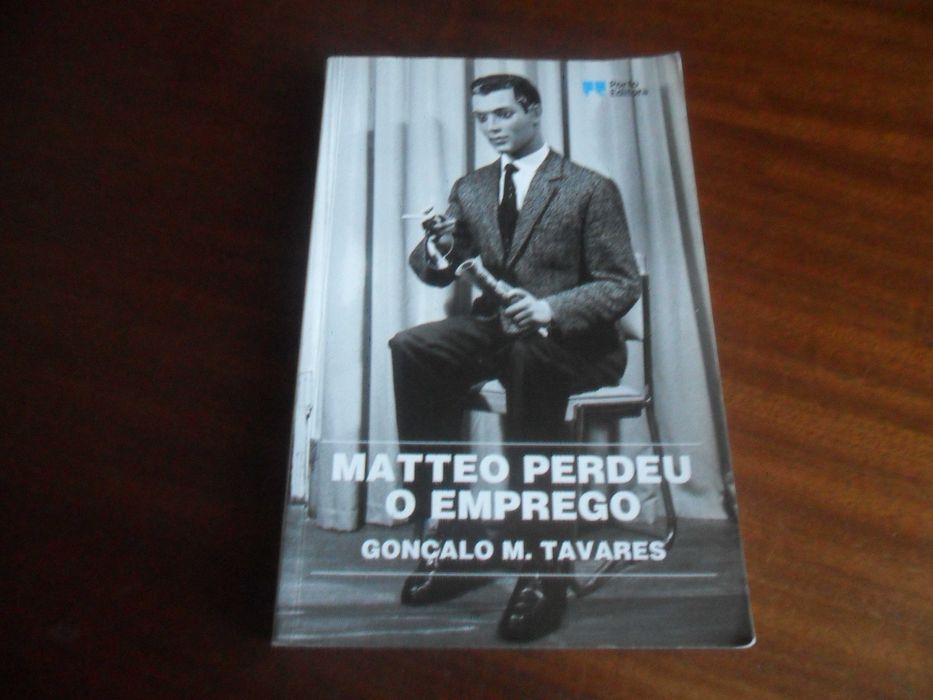 Porto
Editora
MATTEO PERDEU
O EMPREGO
GONÇALO M. TAVARES